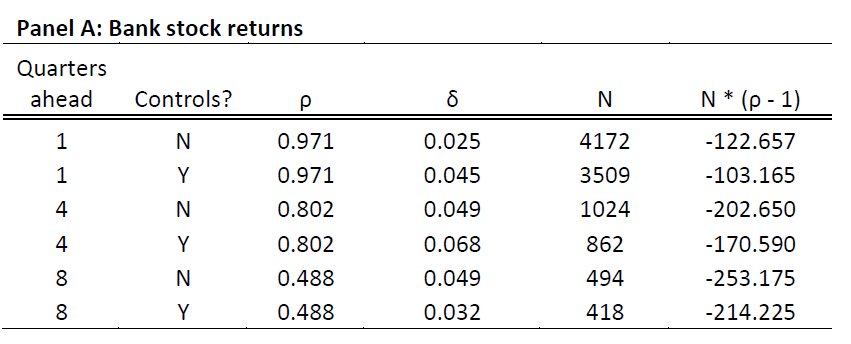 Panel A: Bank stock returns
Quarters
ahead Controls? ρ δ N N * (ρ - 1)
1 N 0.971 0.025 4172 -122.657
1 Y 0.971 0.045 3509 -103.165
4 N 0.802 0.049 1024 -202.650
4 Y 0.802 0.068 862 -170.590
8 N 0.488 0.049 494 -253.175
8 Y 0.488 0.032 418 -214.225